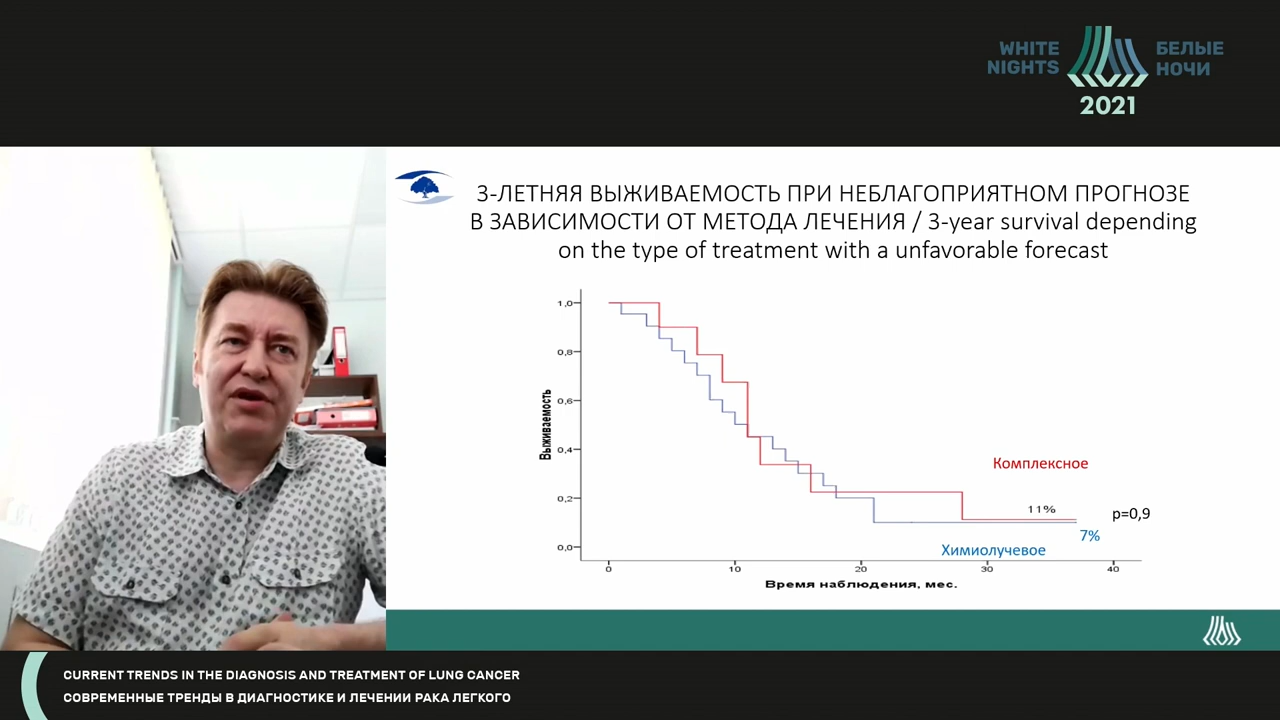 WHITE
NIGHTS
БЕЛЫЕ
НОЧИ
2021
3-ЛЕТНЯЯ ВЫЖИВАЕМОСТЬ ПРИ НЕБЛАГОПРИЯТНОМ ПРОГНОЗЕ
В ЗАВИСИМОСТИ ОТ МЕТОДА ЛЕЧЕНИЯ / 3-year survival depending
on the type of treatment with a unfavorable forecast
Выживаемость
1,0
0,8
0,6
0,4
0,2
0,0
Комплексное
11%
p=0,9
7%
Химиолучевое
0
10
20
30
40
Время наблюдения, мес.
CURRENT TRENDS IN THE DIAGNOSIS AND TREATMENT OF LUNG CANCER
СОВРЕМЕННЫЕ ТРЕНДЫ В ДИАГНОСТИКЕ И ЛЕЧЕНИИ РАКА ЛЕГКОГО